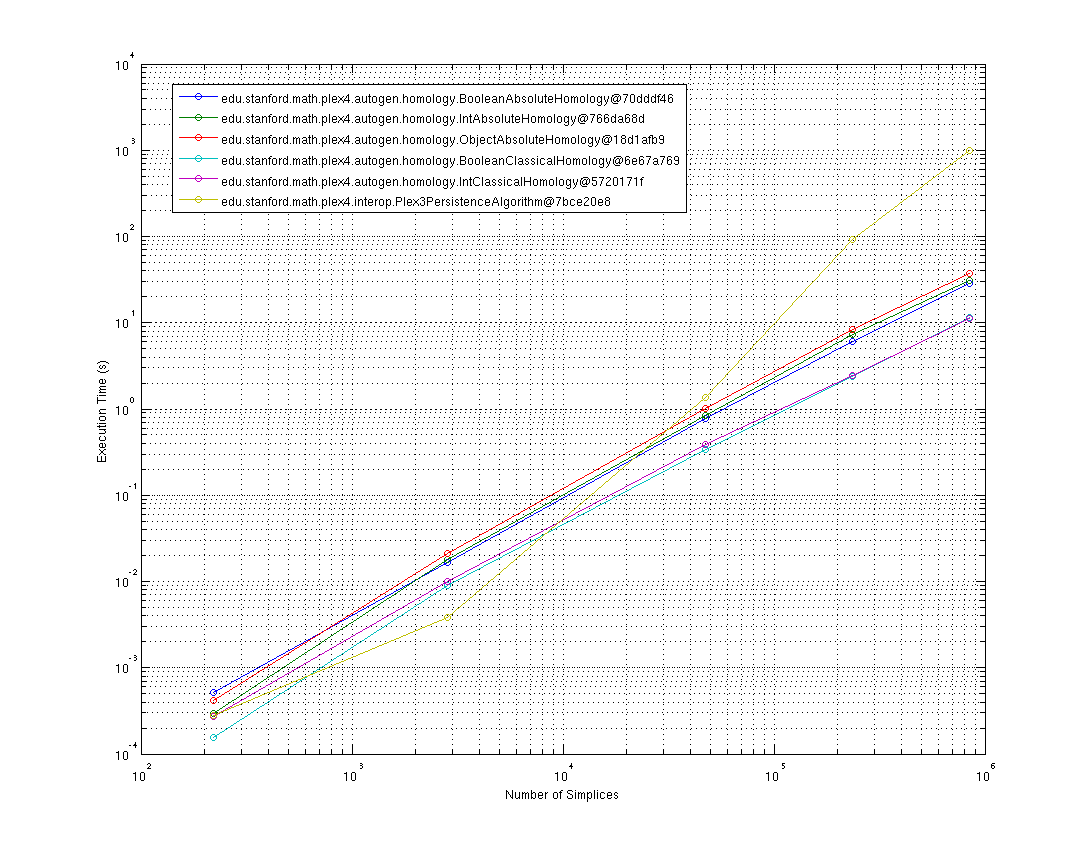 10^4
10^3
10^2
10^1
10^0
10^-1
10^-2
10^-3
10^-4
Execution Time (s)
edu.stanford.math.plex4.autogen.homology.BooleanAbsoluteHomology@70dddf46
edu.stanford.math.plex4.autogen.homology.IntAbsoluteHomology@766da68d
edu.stanford.math.plex4.autogen.homology.ObjectAbsoluteHomology@18d1afb9
edu.stanford.math.plex4.autogen.homology.BooleanClassicalHomology@6e67a769
edu.stanford.math.plex4.autogen.homology.IntClassicalHomology@5720171f
edu.stanford.math.plex4.interop.Plex3PersistenceAlgorithm@7bce20e8
10^2 10^3 10^4 10^5 10^6
Number of Simplices